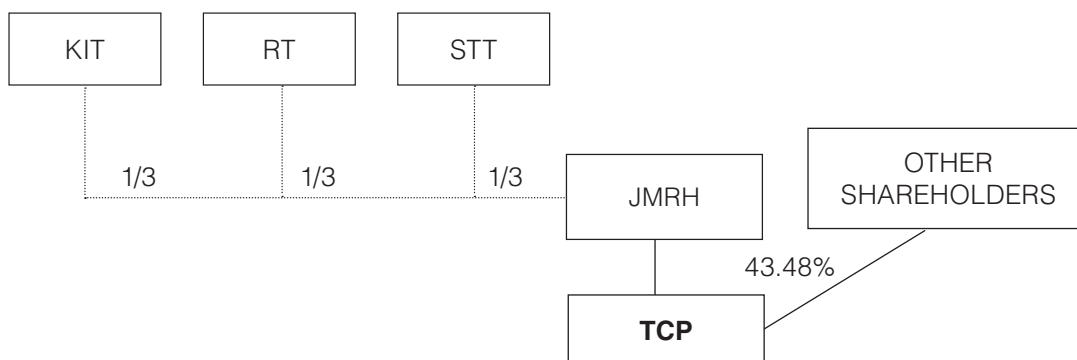 KIT
RT
STT
1/3
1/3
1/3
JMRH
OTHER
SHAREHOLDERS
43.48%
TCP